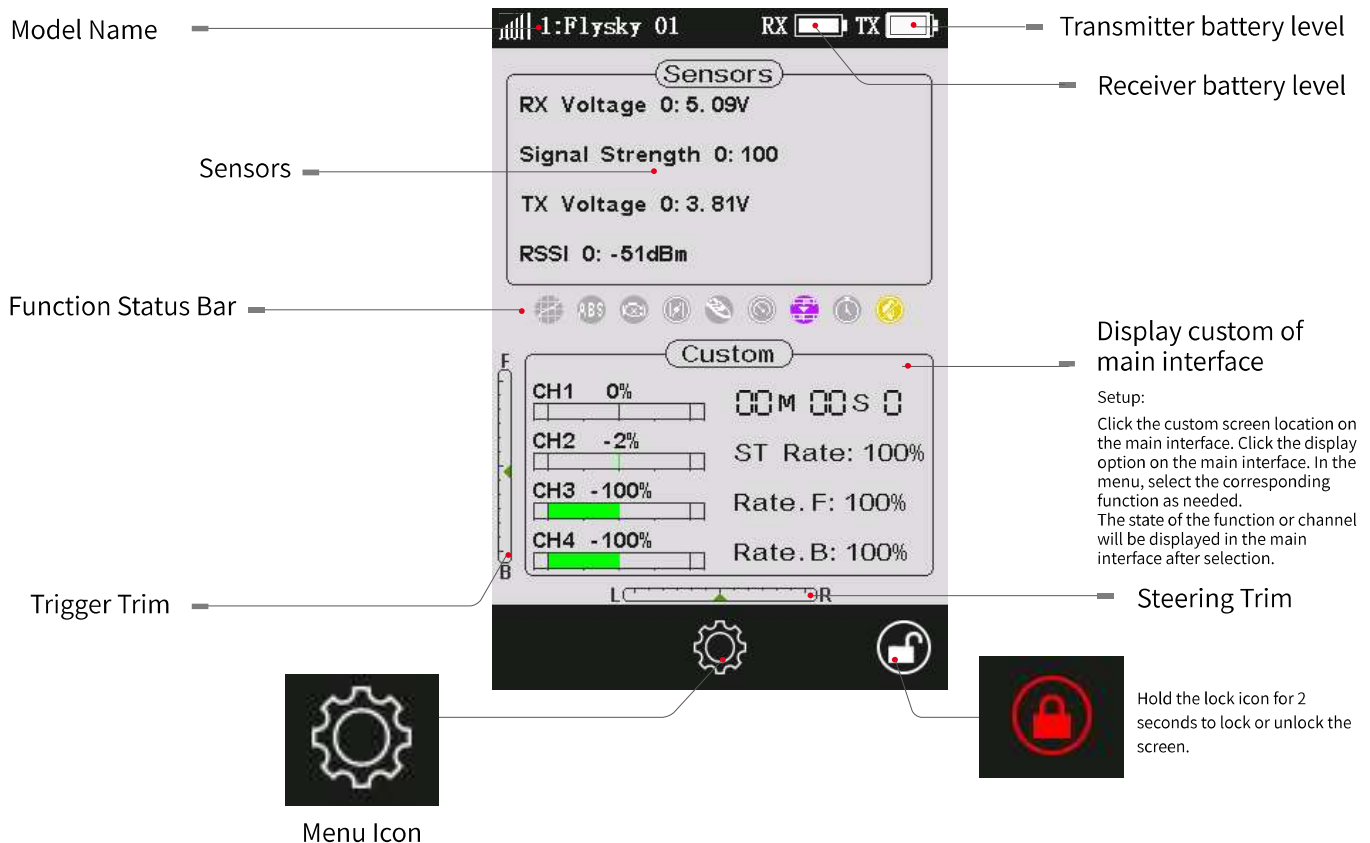 Model Name
1:Flysky 01
RX
TX
Transmitter battery level
Receiver battery level
Sensors
RX Voltage 0: 5. 09V
Signal Strength 0: 100
TX Voltage 0: 3. 81V
RSSI 0: -51dBm
Sensors
Function Status Bar
ABS
Custom
F
B
CH1 0%
CH2 -2%
CH3 -100%
CH4 -100%
00M 00S 0
ST Rate: 100%
Rate. F: 100%
Rate. B: 100%
L
R
Display custom of
main interface
Setup:
Click the custom screen location on
the main interface. Click the display
option on the main interface. In the
menu, select the corresponding
function as needed.
The state of the function or channel
will be displayed in the main
interface after selection.
Trigger Trim
Steering Trim
Menu Icon
Hold the lock icon for 2
seconds to lock or unlock the
screen.